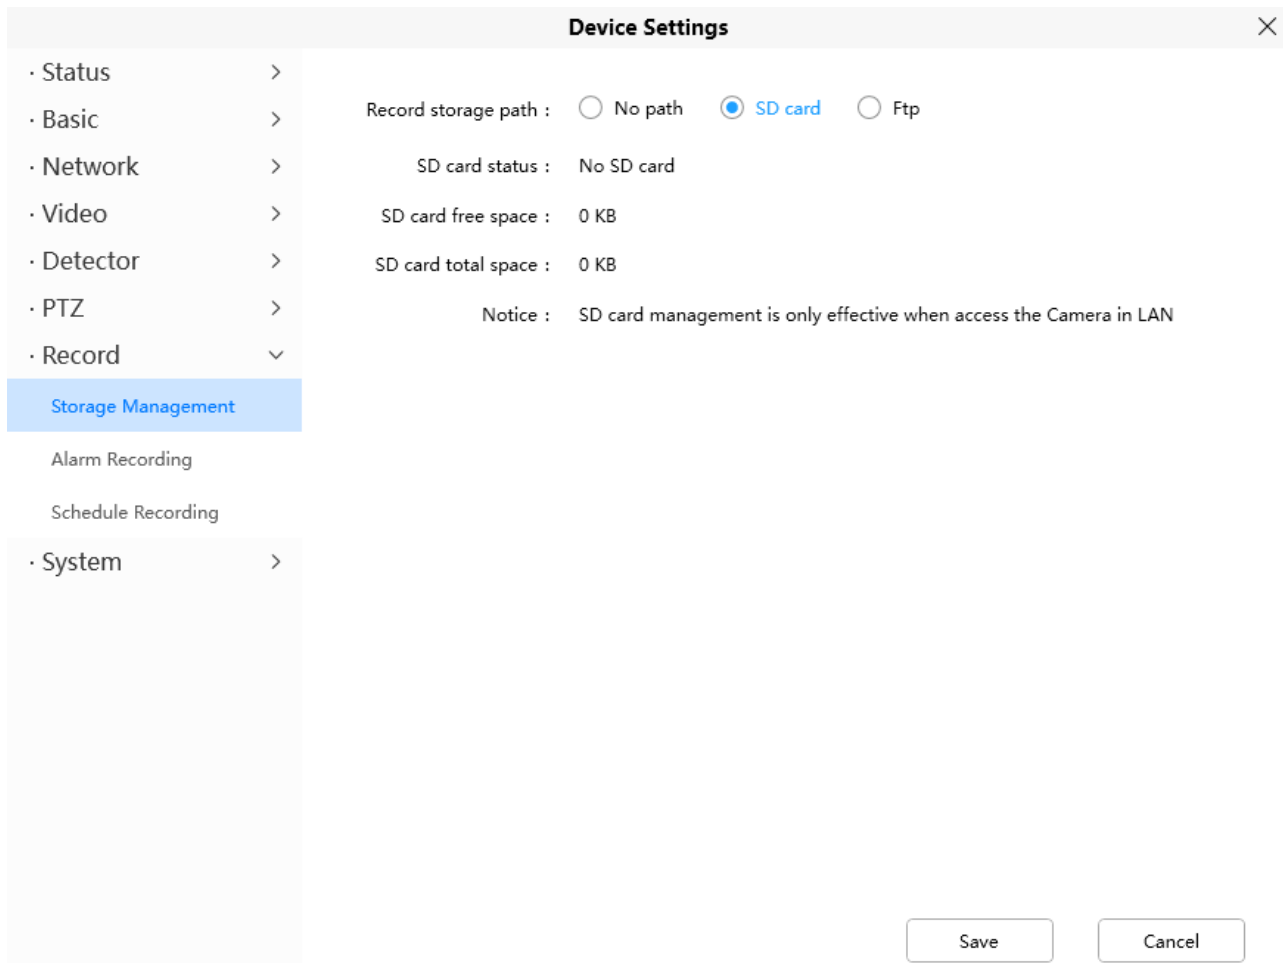 Device Settings
· Status
· Basic
· Network
· Video
· Detector
· PTZ
· Record
Storage Management
Alarm Recording
Schedule Recording
· System
Record storage path : No path SD card Ftp
SD card status : No SD card
SD card free space : 0 KB
SD card total space : 0 KB
Notice : SD card management is only effective when access the Camera in LAN
Save Cancel